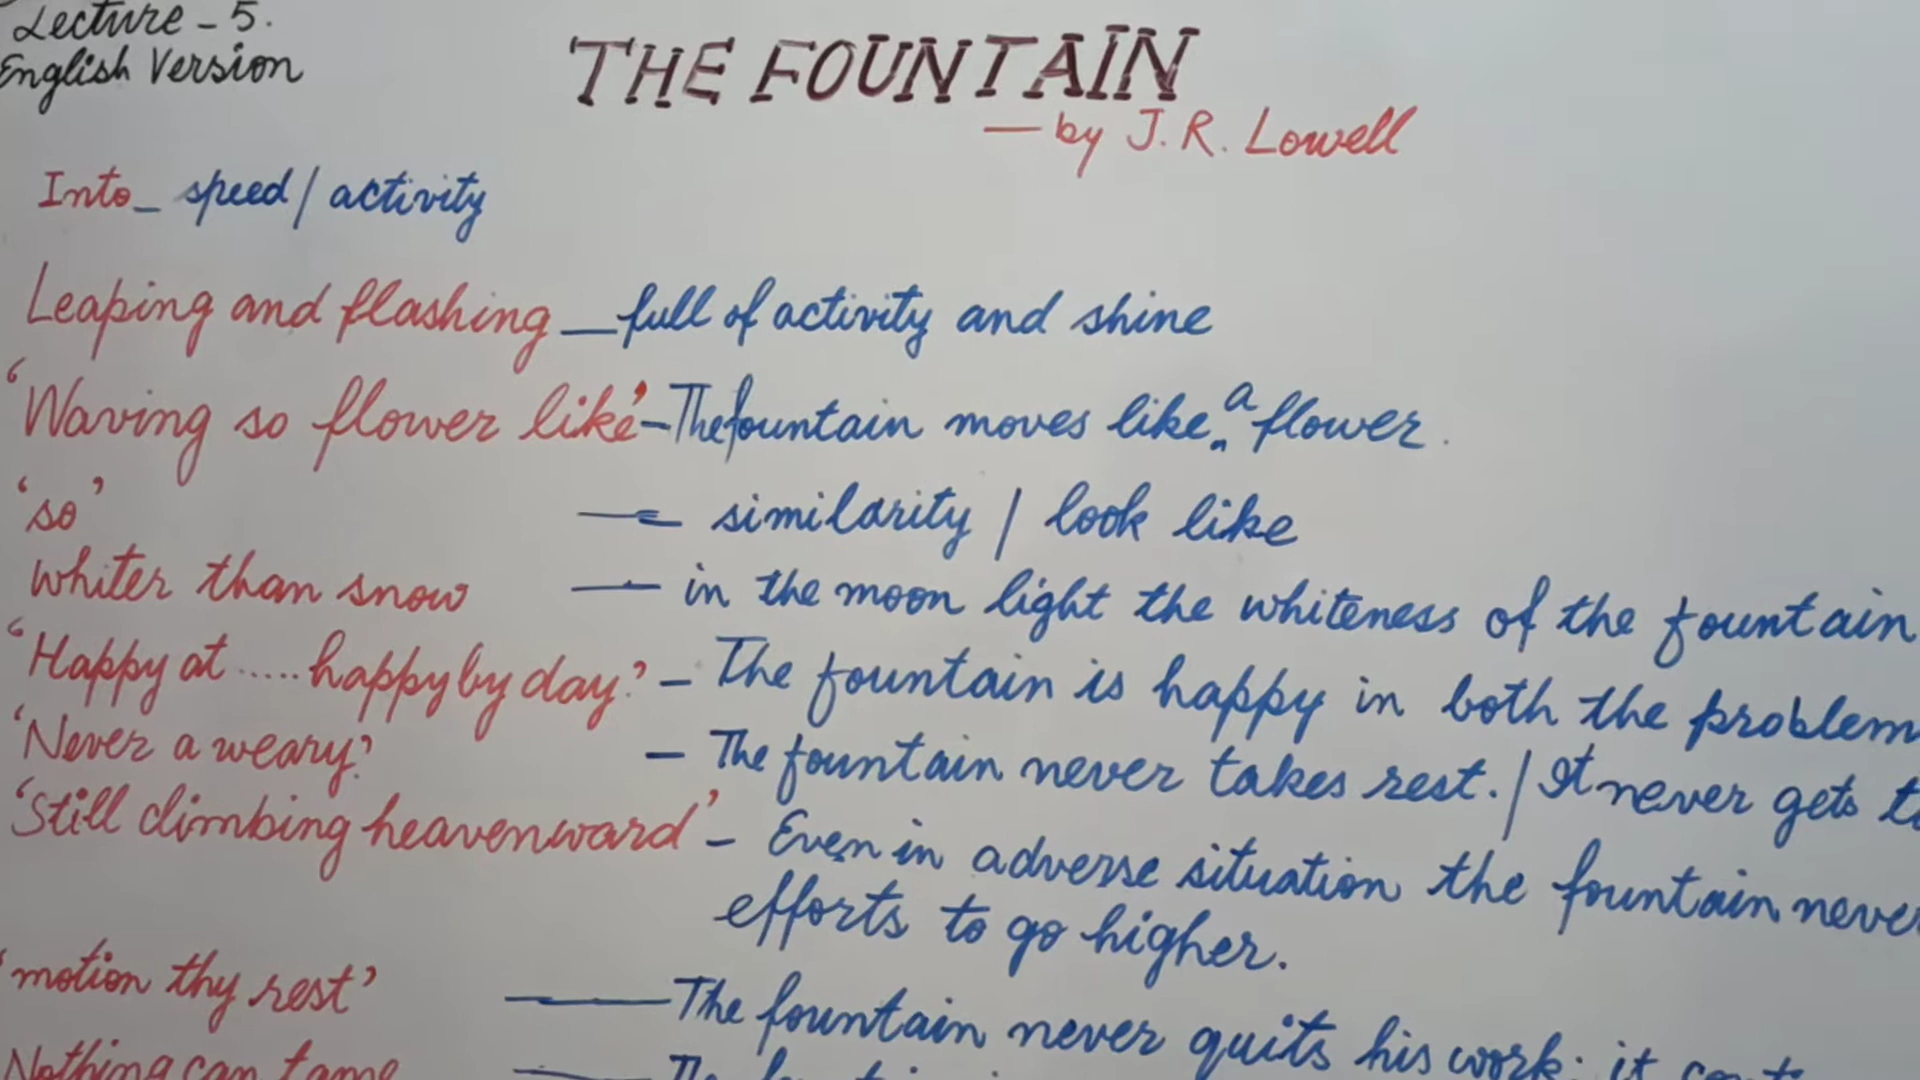 Lecture - 5.
English Version
THE FOUNTAIN
— by J. R. Lowell
Into_ speed / activity
Leaping and flashing — full of activity and shine
'Waving so flower like' - The fountain moves like a flower.
'so' — similarity / look like
whiter than snow — in the moon light the whiteness of the fountain
'Happy at ..... happy by day.' - The fountain is happy in both the problem
'Never a weary.' - The fountain never takes rest. / It never gets
'Still climbing heavenward' - Even in adverse situation the fountain never
efforts to go higher.
'motion thy rest' — The fountain never quits his work; it
Nothing can tame —